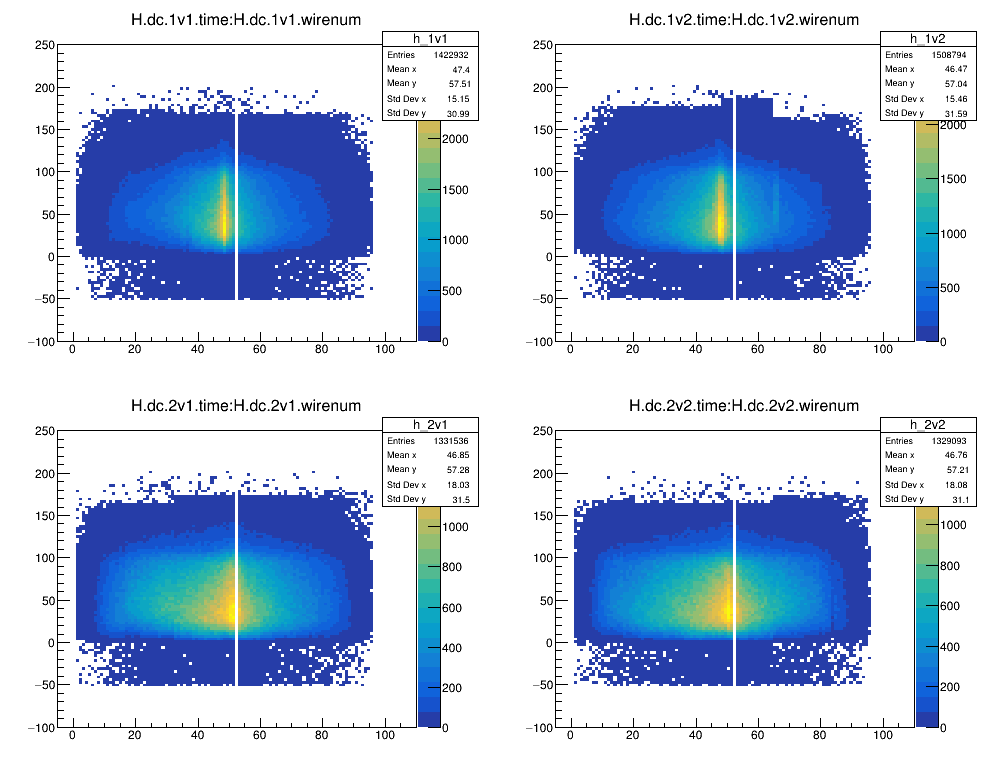 H.dc.1v1.time:H.dc.1v1.wirenum
h_1v1
Entries 1422932
Mean x 47.4
Mean y 57.51
Std Dev x 15.15
Std Dev y 30.99
250
200
150
100
50
0
−50
−100
0 20 40 60 80 100
2000
1500
1000
500
0
H.dc.1v2.time:H.dc.1v2.wirenum
h_1v2
Entries 1508794
Mean x 46.47
Mean y 57.04
Std Dev x 15.46
Std Dev y 31.59
250
200
150
100
50
0
−50
−100
0 20 40 60 80 100
2000
1500
1000
500
0
H.dc.2v1.time:H.dc.2v1.wirenum
h_2v1
Entries 1331536
Mean x 46.85
Mean y 57.28
Std Dev x 18.03
Std Dev y 31.5
250
200
150
100
50
0
−50
−100
0 20 40 60 80 100
1000
800
600
400
200
0
H.dc.2v2.time:H.dc.2v2.wirenum
h_2v2
Entries 1329093
Mean x 46.76
Mean y 57.21
Std Dev x 18.08
Std Dev y 31.1
250
200
150
100
50
0
−50
−100
0 20 40 60 80 100
1000
800
600
400
200
0